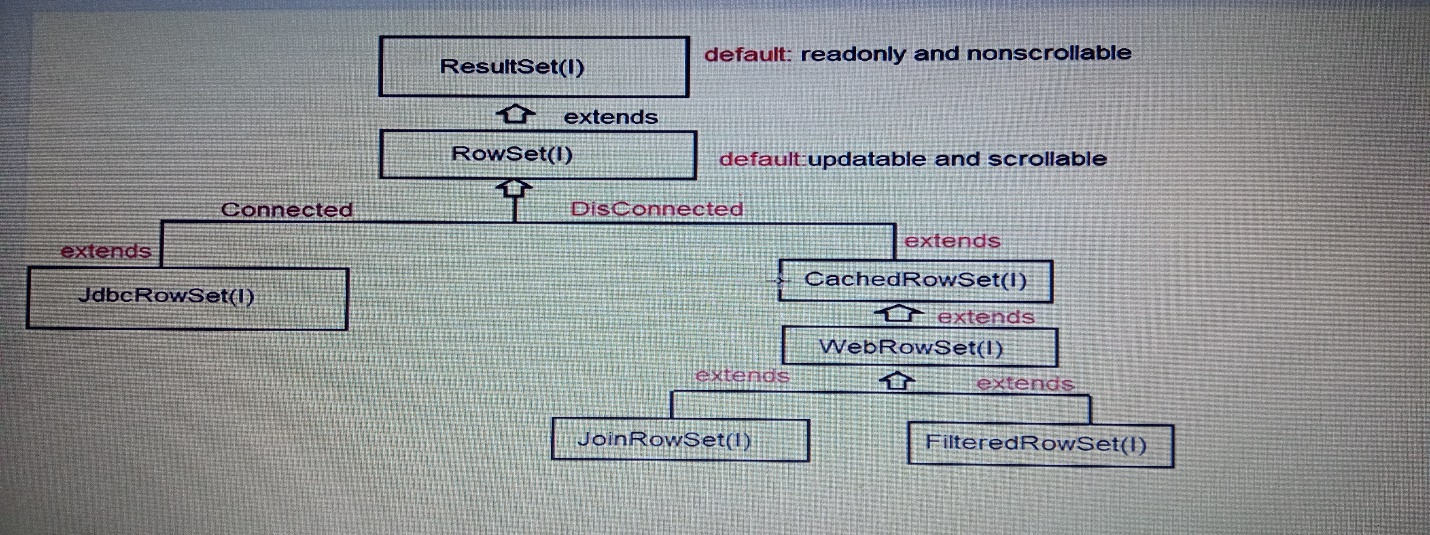 ResultSet(I)
default: readonly and nonscrollable
extends
RowSet(I)
default:updatable and scrollable
Connected
DisConnected
extends
extends
JdbcRowSet(I)
CachedRowSet(I)
extends
WebRowSet(I)
extends
extends
JoinRowSet(I)
FilteredRowSet(I)